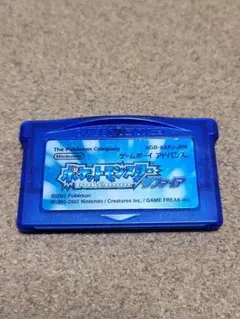 The Pokémon Company AGB-AXPJ-JPN
Nintendo ゲームボーイ アドバンス
ポケットモンスター
サファイア
©2002 Pokémon
©1995-2002 Nintendo / Creatures Inc. / GAME FREAK inc.